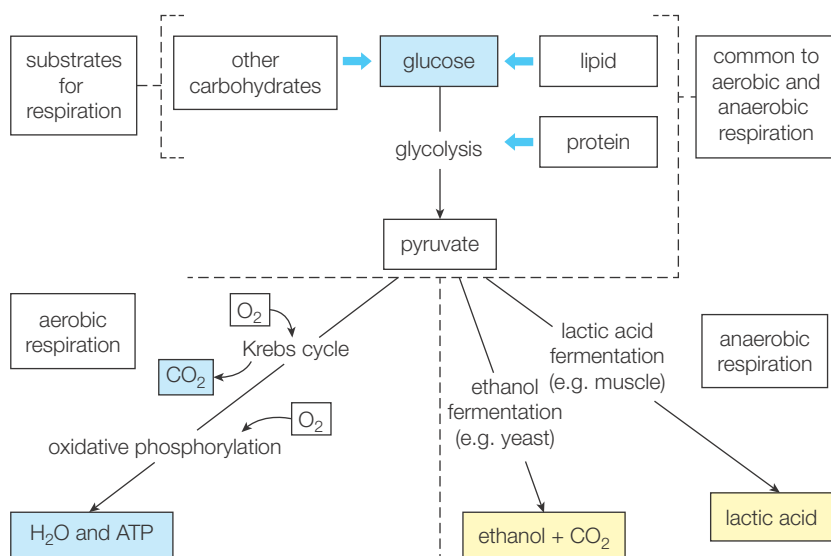 substrates
for
respiration
other
carbohydrates
glucose
lipid
common to
aerobic and
anaerobic
respiration
glycolysis
protein
pyruvate
aerobic
respiration
O₂
Krebs cycle
CO₂
O₂
oxidative phosphorylation
H₂O and ATP
lactic acid
fermentation
(e.g. muscle)
ethanol
fermentation
(e.g. yeast)
anaerobic
respiration
ethanol + CO₂
lactic acid